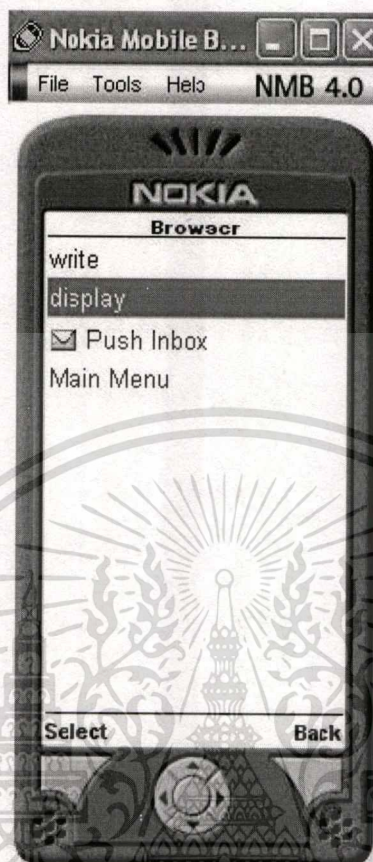 Nokia Mobile B...
File Tools Help NMB 4.0
NOKIA
Browser
write
display
Push Inbox
Main Menu
Select Back